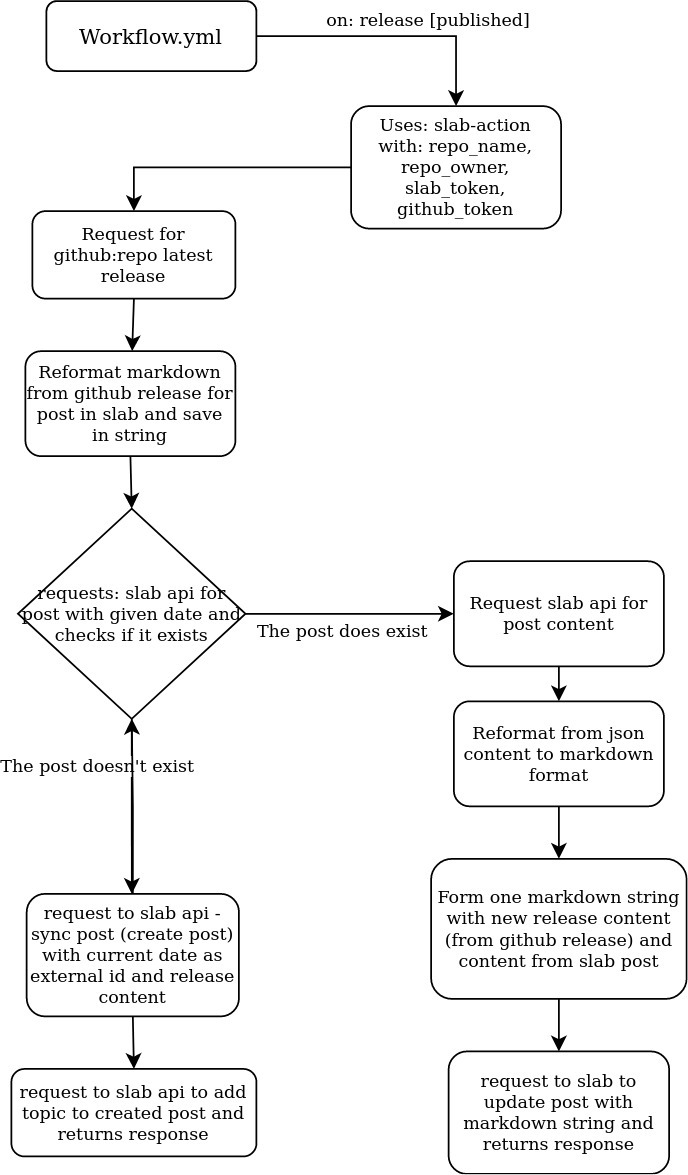 Workflow.yml
on: release [published]
Uses: slab-action
with: repo_name,
repo_owner,
slab_token,
github_token
Request for
github:repo latest
release
Reformat markdown
from github release for
post in slab and save
in string
requests: slab api for
post with given date and
checks if it exists
The post does exist
Request slab api for
post content
Reformat from json
content to markdown
format
Form one markdown string
with new release content
(from github release) and
content from slab post
request to slab to
update post with
markdown string and
returns response
The post doesn't exist
request to slab api -
sync post (create post)
with current date as
external id and release
content
request to slab api to add
topic to created post and
returns response